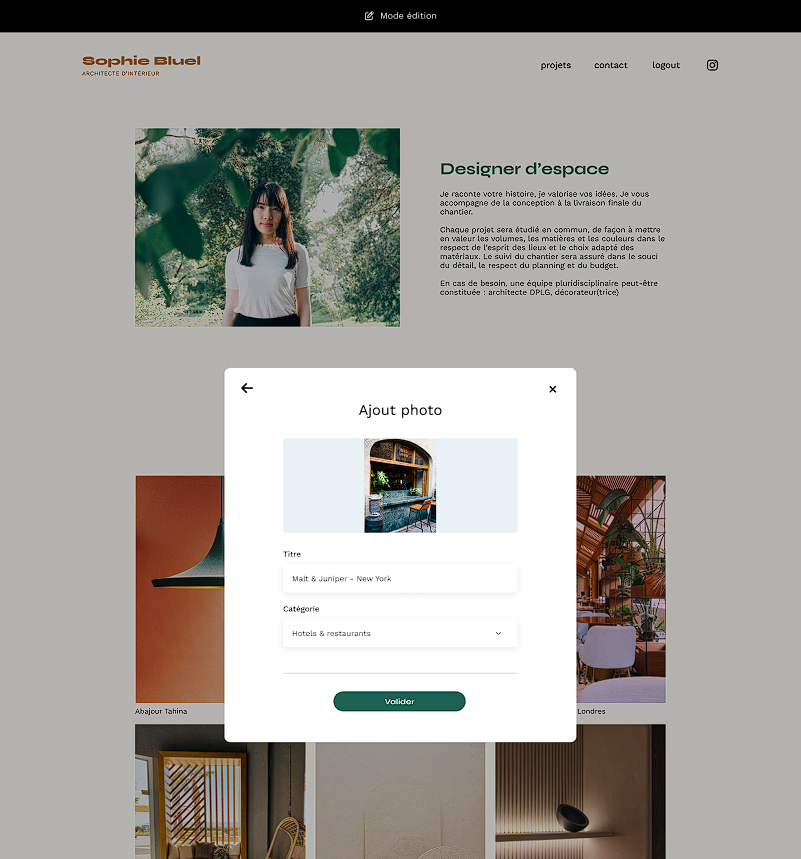 Mode édition
Sophie Bluel
ARCHITECTE D'INTÉRIEUR
projets
contact
logout
Designer d'espace
Je raconte votre histoire, je valorise vos idées. Je vous
accompagne de la conception à la livraison finale du
chantier.
Chaque projet sera étudié en commun, de façon à mettre
en valeur les volumes, les matières et les couleurs dans le
respect de l'esprit des lieux et le choix adapté des
matériaux. Le suivi du chantier sera assuré dans le souci
du détail, le respect du planning et du budget.
En cas de besoin, une équipe pluridisciplinaire peut-être
constituée : architecte DPLG, décorateur(trice)
Ajout photo
Titre
Malt & Juniper - New York
Catégorie
Hotels & restaurants
Valider
Abajour Tahina
Londres